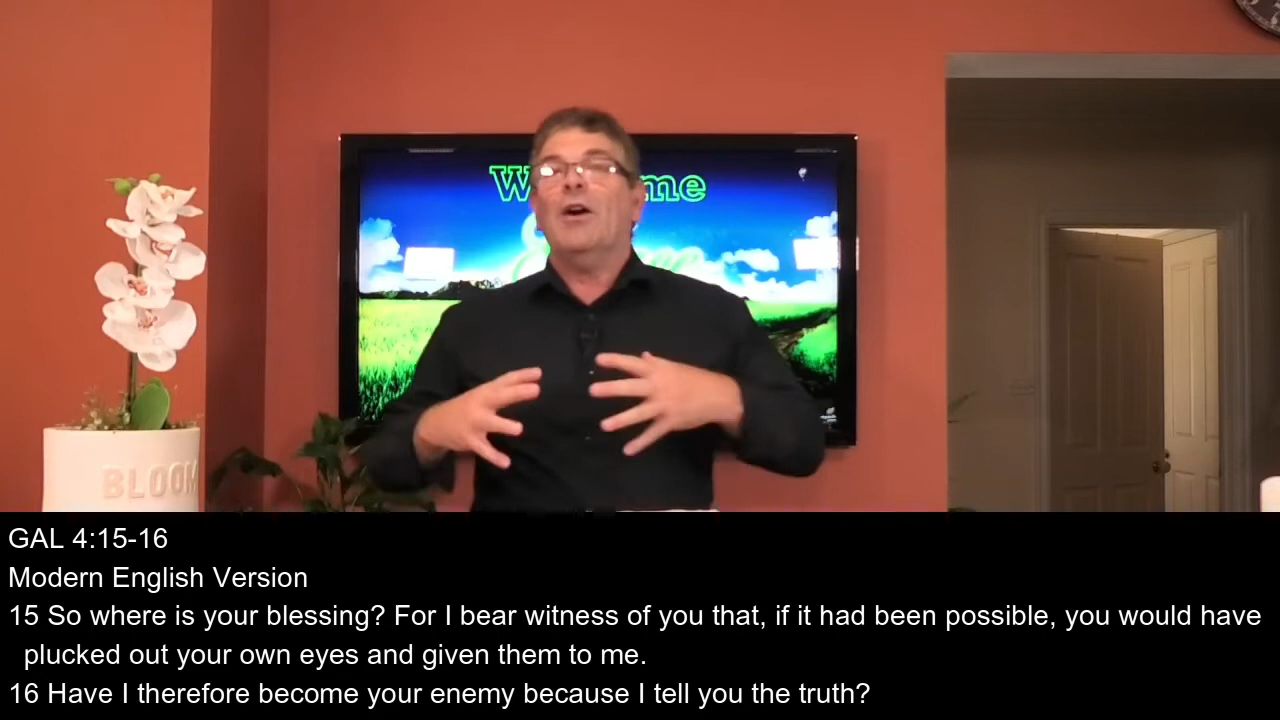 W me
BLOOM
GAL 4:15-16
Modern English Version
15 So where is your blessing? For I bear witness of you that, if it had been possible, you would have
plucked out your own eyes and given them to me.
16 Have I therefore become your enemy because I tell you the truth?